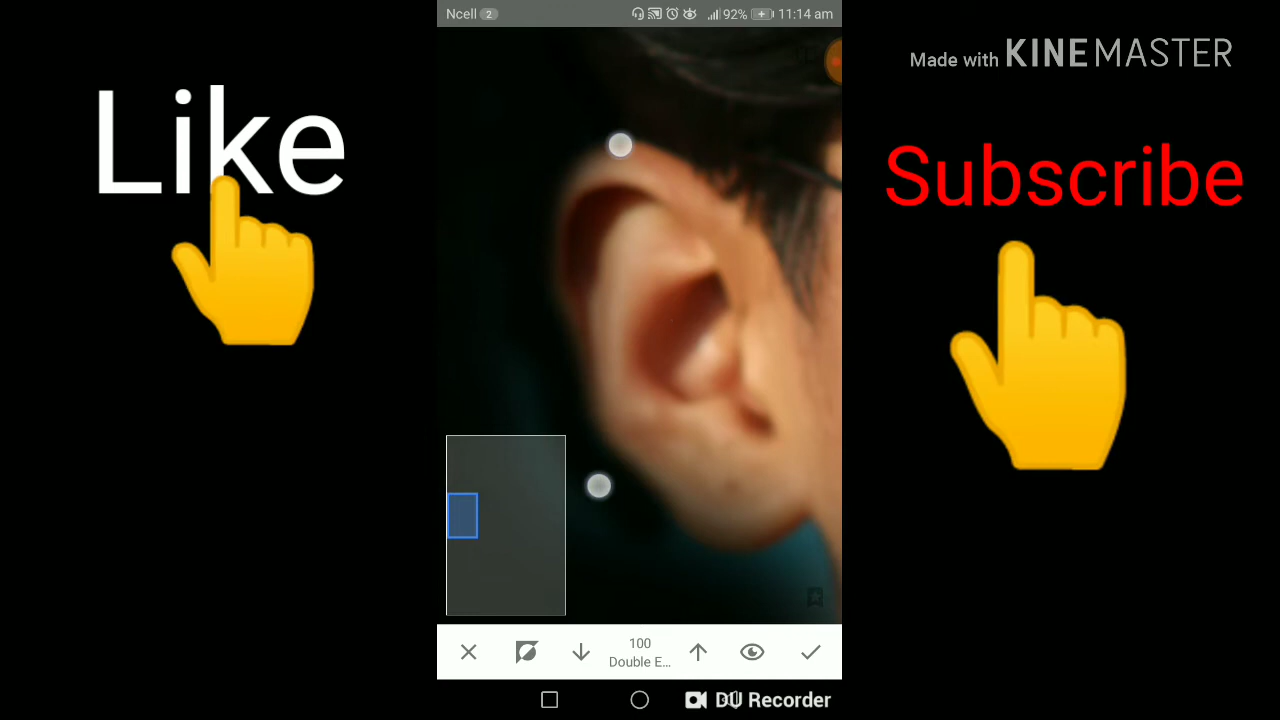 Ncell 2
92% 11:14 am
Made with KINEMASTER
Like
Subscribe
100
Double E...
DU Recorder